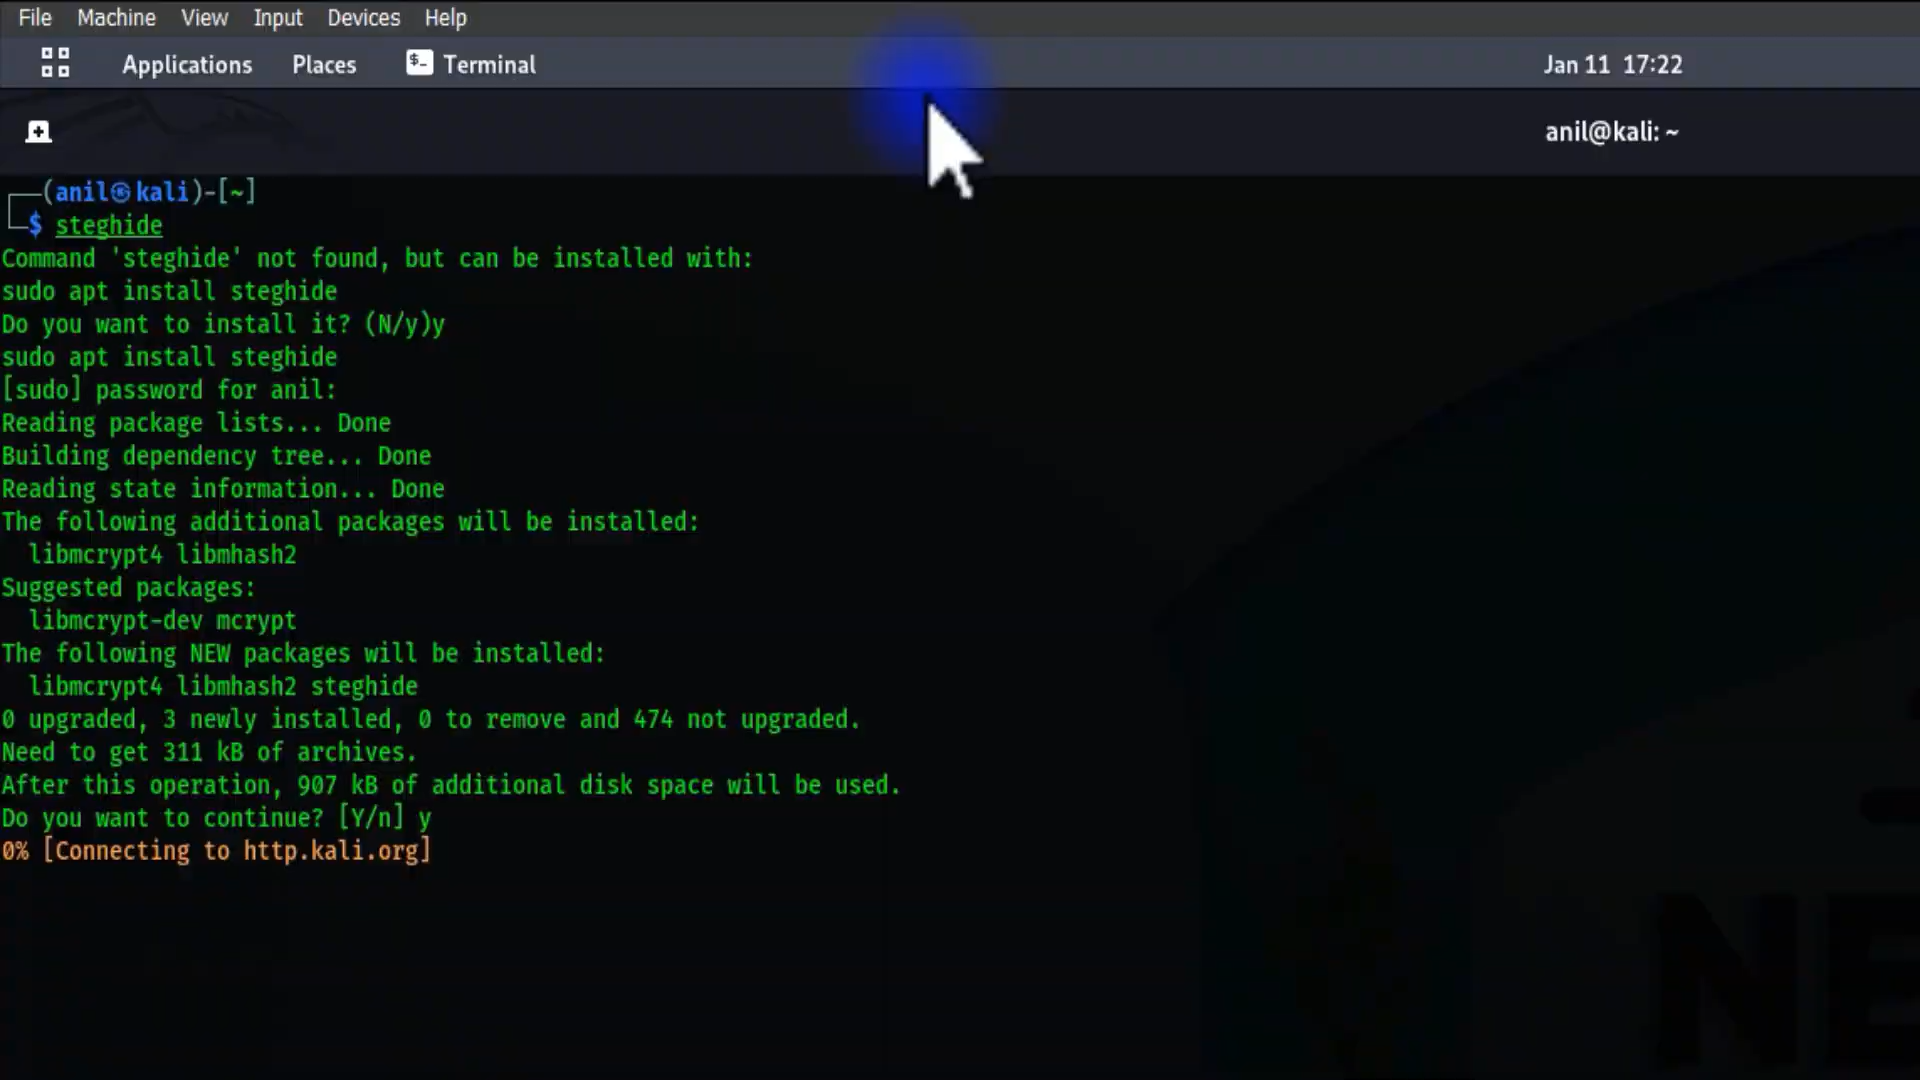 File Machine View Input Devices Help
Applications Places $- Terminal Jan 11 17:22
anil@kali: ~
┌──(anil㉿kali)-[~]
└─$ steghide
Command 'steghide' not found, but can be installed with:
sudo apt install steghide
Do you want to install it? (N/y)y
sudo apt install steghide
[sudo] password for anil:
Reading package lists... Done
Building dependency tree... Done
Reading state information... Done
The following additional packages will be installed:
  libmcrypt4 libmhash2
Suggested packages:
  libmcrypt-dev mcrypt
The following NEW packages will be installed:
  libmcrypt4 libmhash2 steghide
0 upgraded, 3 newly installed, 0 to remove and 474 not upgraded.
Need to get 311 kB of archives.
After this operation, 907 kB of additional disk space will be used.
Do you want to continue? [Y/n] y
0% [Connecting to http.kali.org]
NE